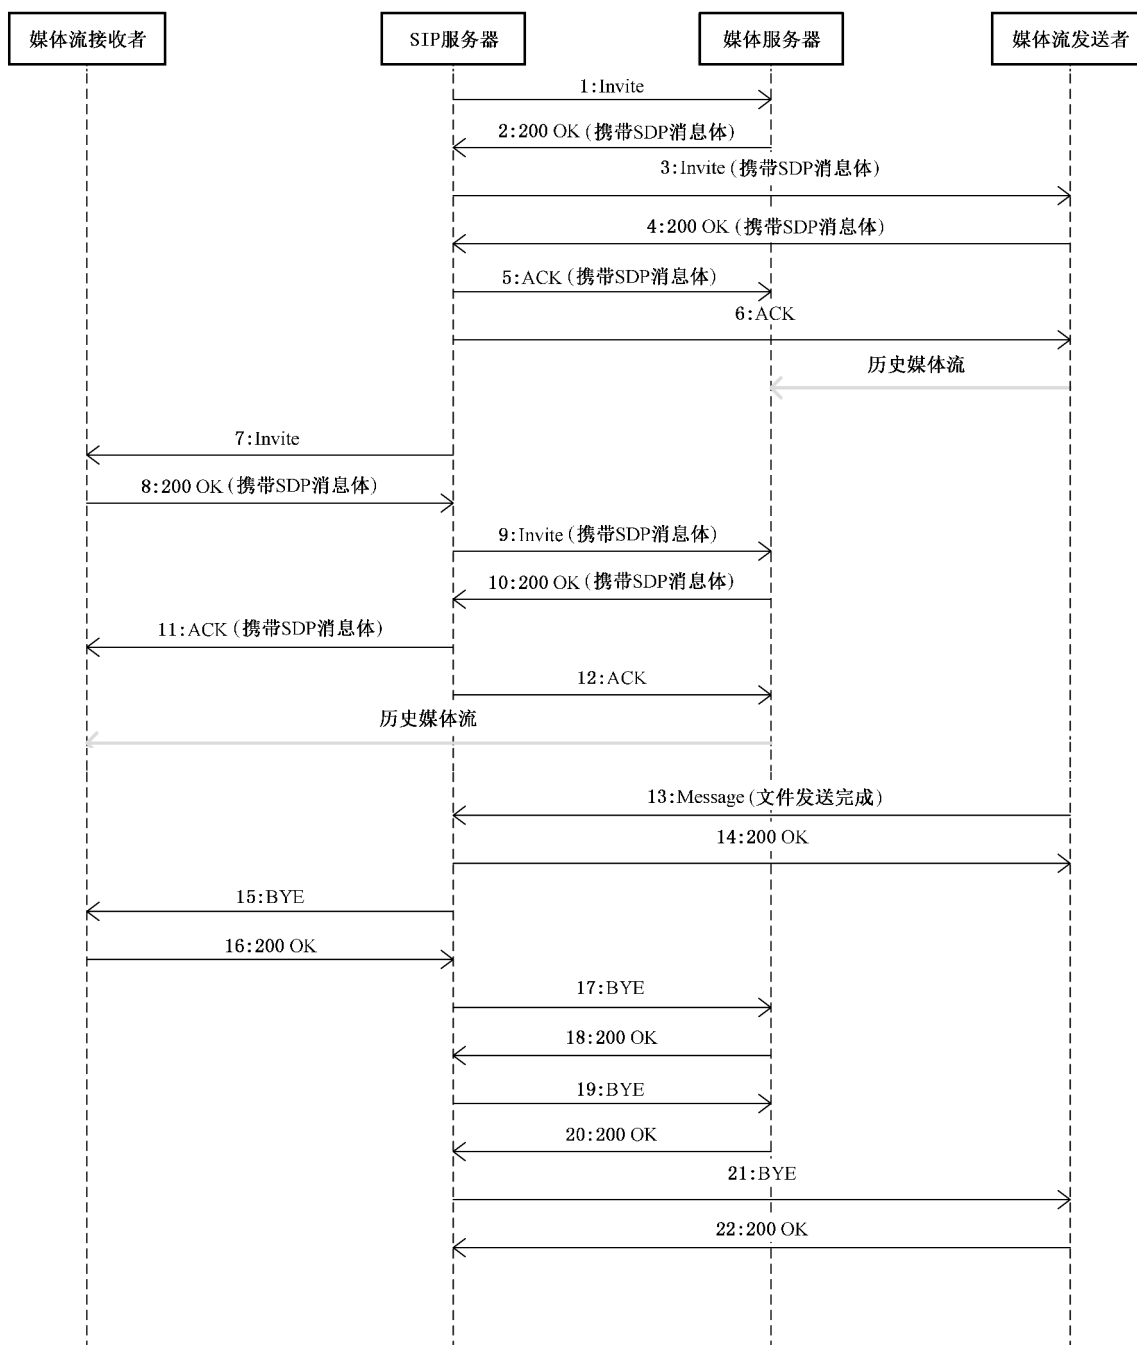 媒体流接收者
SIP服务器
媒体服务器
媒体流发送者
1:Invite
2:200 OK(携带SDP消息体)
3:Invite(携带SDP消息体)
4:200 OK(携带SDP消息体)
5:ACK(携带SDP消息体)
6:ACK
历史媒体流
7:Invite
8:200 OK(携带SDP消息体)
9:Invite(携带SDP消息体)
10:200 OK(携带SDP消息体)
11:ACK(携带SDP消息体)
12:ACK
历史媒体流
13:Message(文件发送完成)
14:200 OK
15:BYE
16:200 OK
17:BYE
18:200 OK
19:BYE
20:200 OK
21:BYE
22:200 OK